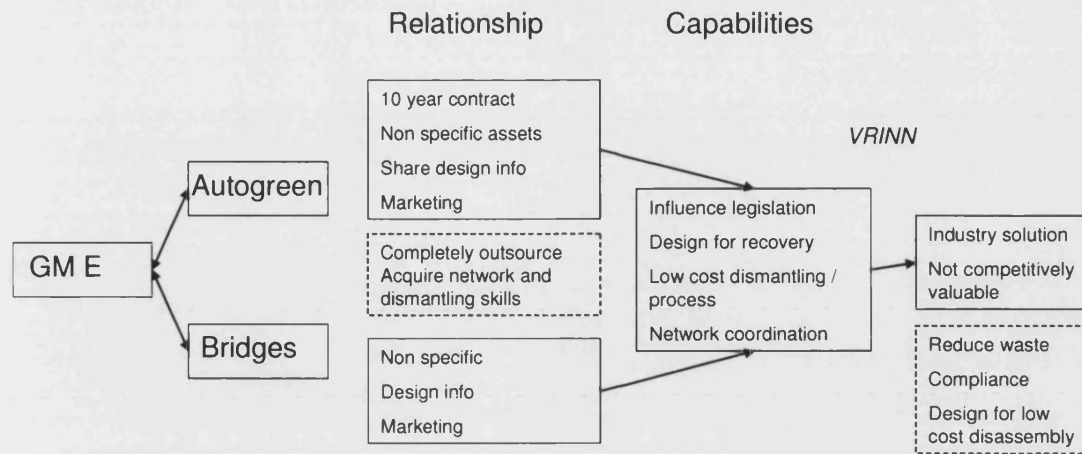 Relationship
Capabilities
VRINN
GM E
Autogreen
Bridges
10 year contract
Non specific assets
Share design info
Marketing
Completely outsource
Acquire network and
dismantling skills
Non specific
Design info
Marketing
Influence legislation
Design for recovery
Low cost dismantling /
process
Network coordination
Industry solution
Not competitively
valuable
Reduce waste
Compliance
Design for low
cost disassembly